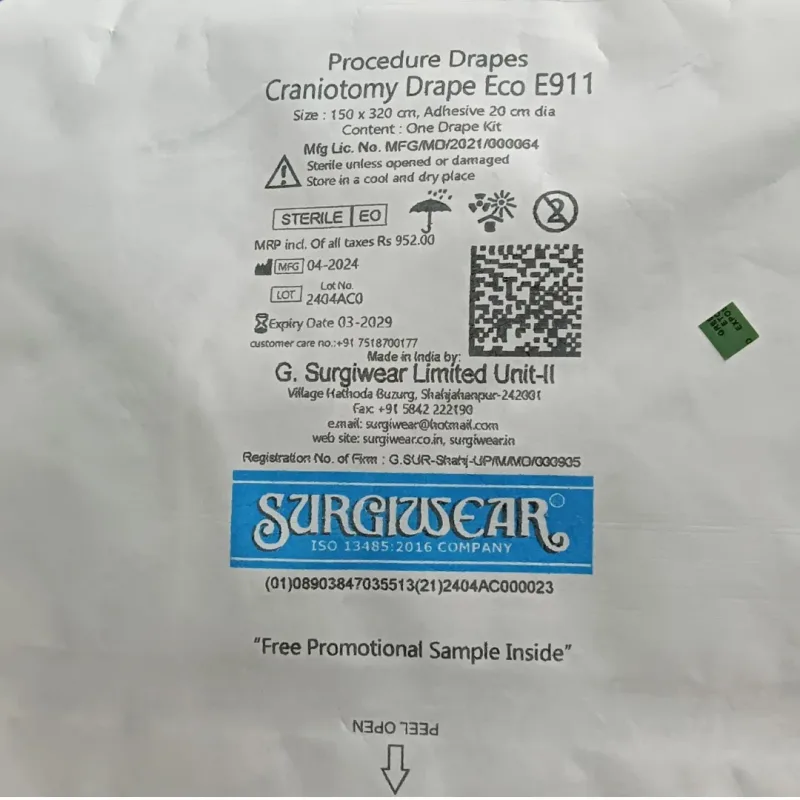 Procedure Drapes
Craniotomy Drape Eco E911
Size : 150 x 320 cm, Adhesive 20 cm dia
Content : One Drape Kit
Mfg Lic. No. MFG/MD/2021/000064
Sterile unless opened or damaged
Store in a cool and dry place
STERILE EO
2
MRP incl. Of all taxes Rs 952.00
MFG 04-2024
Lot No.
LOT 2404AC0
Expiry Date 03-2029
customer care no.:+91 7518700177
Made in India by:
G. Surgiwear Limited Unit-II
Village Hathoda Buzurg, Shahjahanpur-242001
Fax: +91 5842 222190
e.mail: surgiwear@hotmail.com
web site: surgiwear.co.in, surgiwear.in
Registration No. of Firm : G.SUR-Shahj-UP/M/MD/000905
SURGIWEAR
ISO 13485:2016 COMPANY
(01)08903847035513(21)2404AC000023
"Free Promotional Sample Inside"
PEEL OPEN